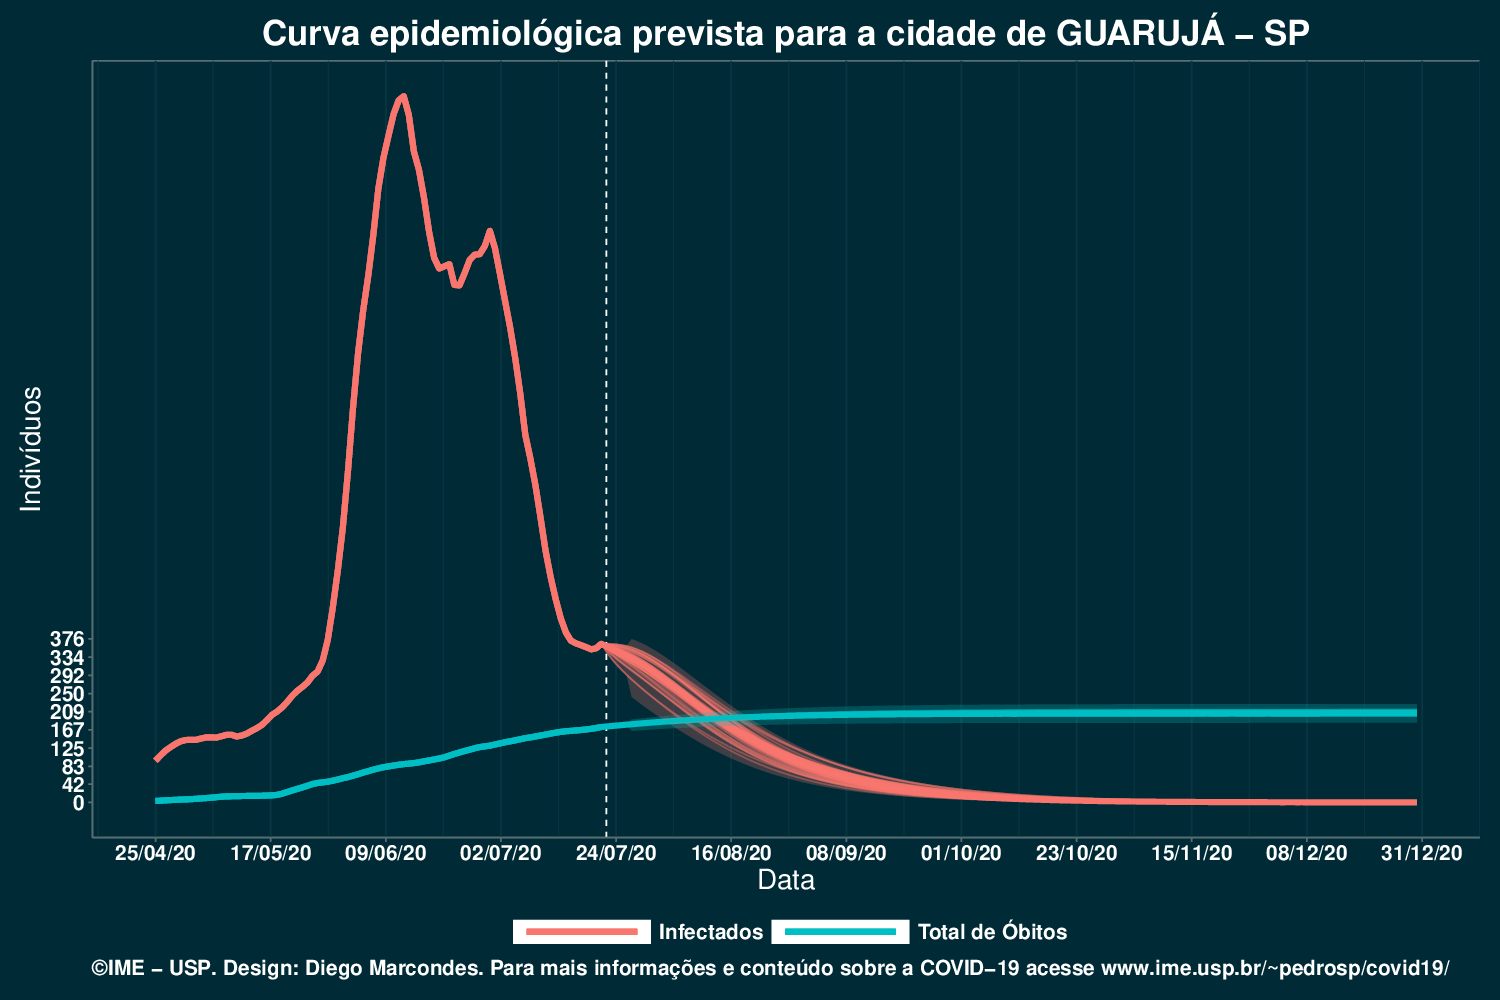 Curva epidemiológica prevista para a cidade de GUARUJÁ – SP
Indivíduos
376
334
292
250
209
167
125
83
42
0
25/04/20 17/05/20 09/06/20 02/07/20 24/07/20 16/08/20 08/09/20 01/10/20 23/10/20 15/11/20 08/12/20 31/12/20
Data
Infectados Total de Óbitos
©IME – USP. Design: Diego Marcondes. Para mais informações e conteúdo sobre a COVID–19 acesse www.ime.usp.br/~pedrosp/covid19/